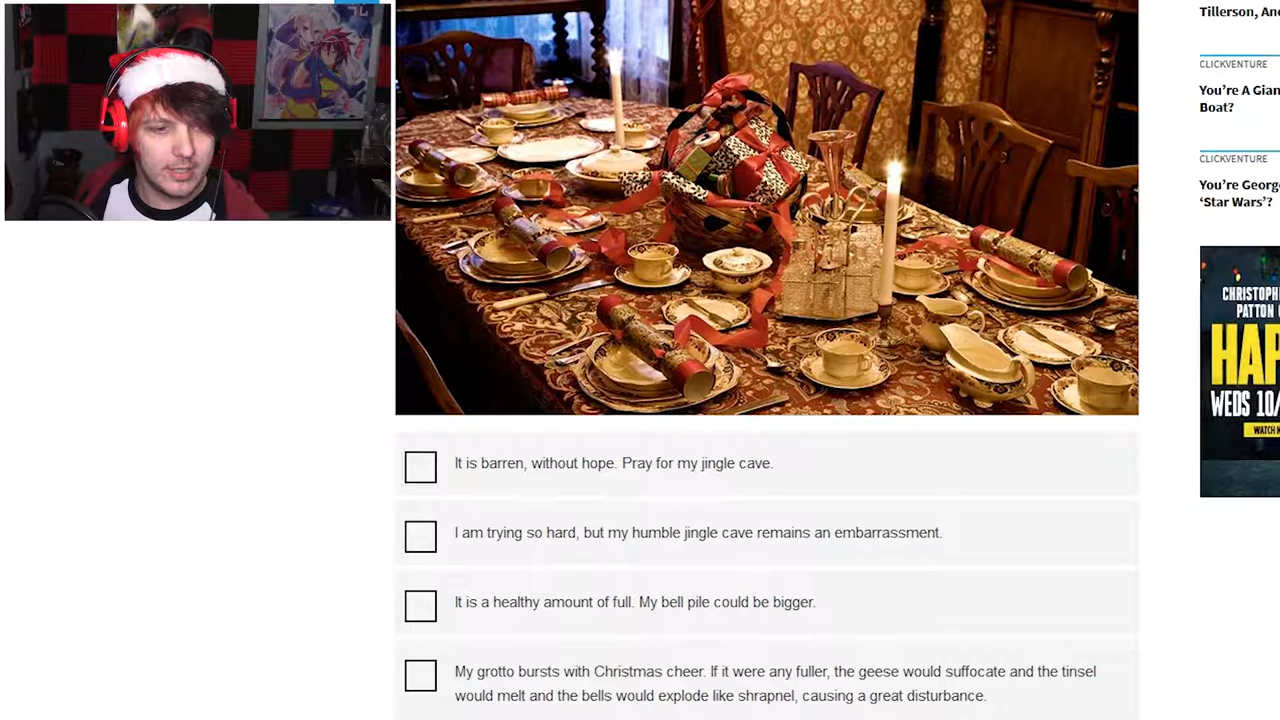 Tillerson, And
CLICKVENTURE
You’re A Gian
Boat?
CLICKVENTURE
You’re Georg
‘Star Wars’?
CHRISTOPH
PATTON
HAP
WEDS 10/
WATCH
It is barren, without hope. Pray for my jingle cave.
I am trying so hard, but my humble jingle cave remains an embarrassment.
It is a healthy amount of full. My bell pile could be bigger.
My grotto bursts with Christmas cheer. If it were any fuller, the geese would suffocate and the tinsel
would melt and the bells would explode like shrapnel, causing a great disturbance.